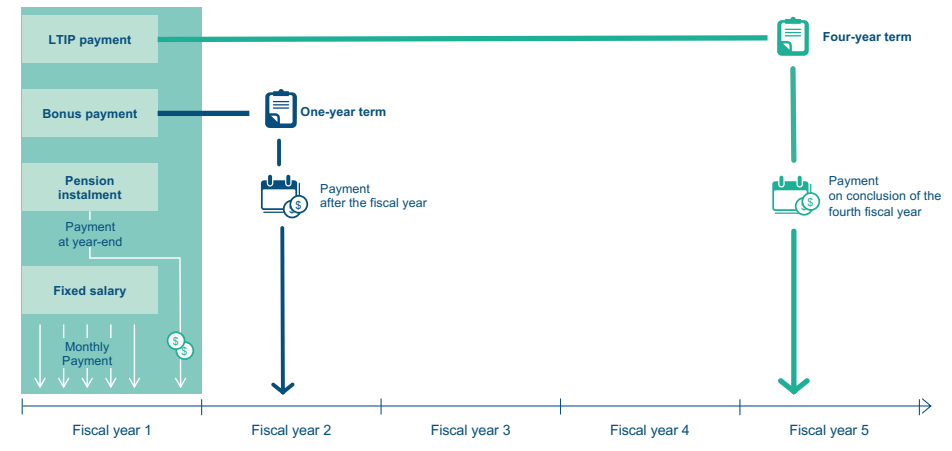 LTIP payment
Four-year term
Bonus payment
One-year term
Pension
instalment
Payment
after the fiscal year
Payment
on conclusion of the
fourth fiscal year
Payment
at year-end
Fixed salary
$
$
$
$
$
Monthly
Payment
Fiscal year 1
Fiscal year 2
Fiscal year 3
Fiscal year 4
Fiscal year 5